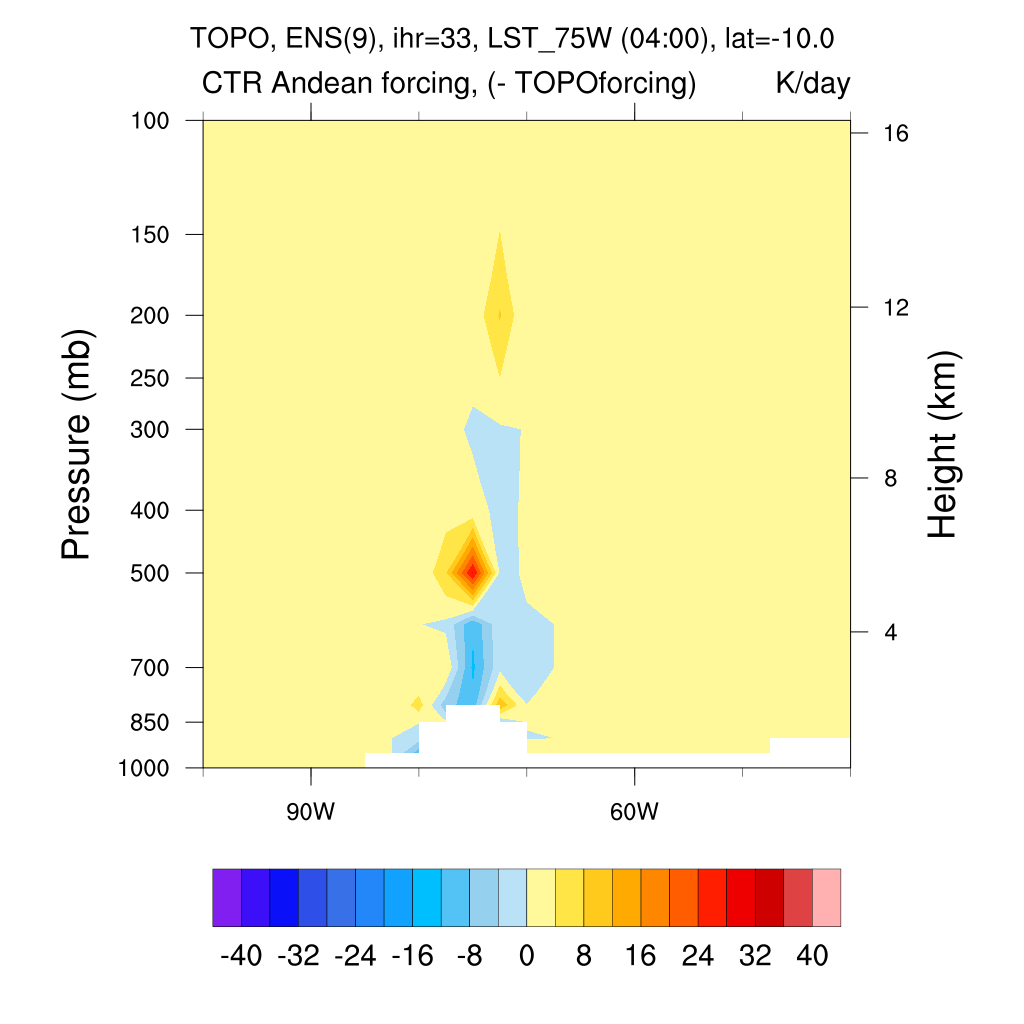 TOPO, ENS(9), ihr=33, LST_75W (04:00), lat=-10.0
CTR Andean forcing, (- TOPOforcing) K/day
100
150
200
250
300
400
500
700
850
1000
Pressure (mb)
16
12
8
4
Height (km)
90W 60W
-40 -32 -24 -16 -8 0 8 16 24 32 40